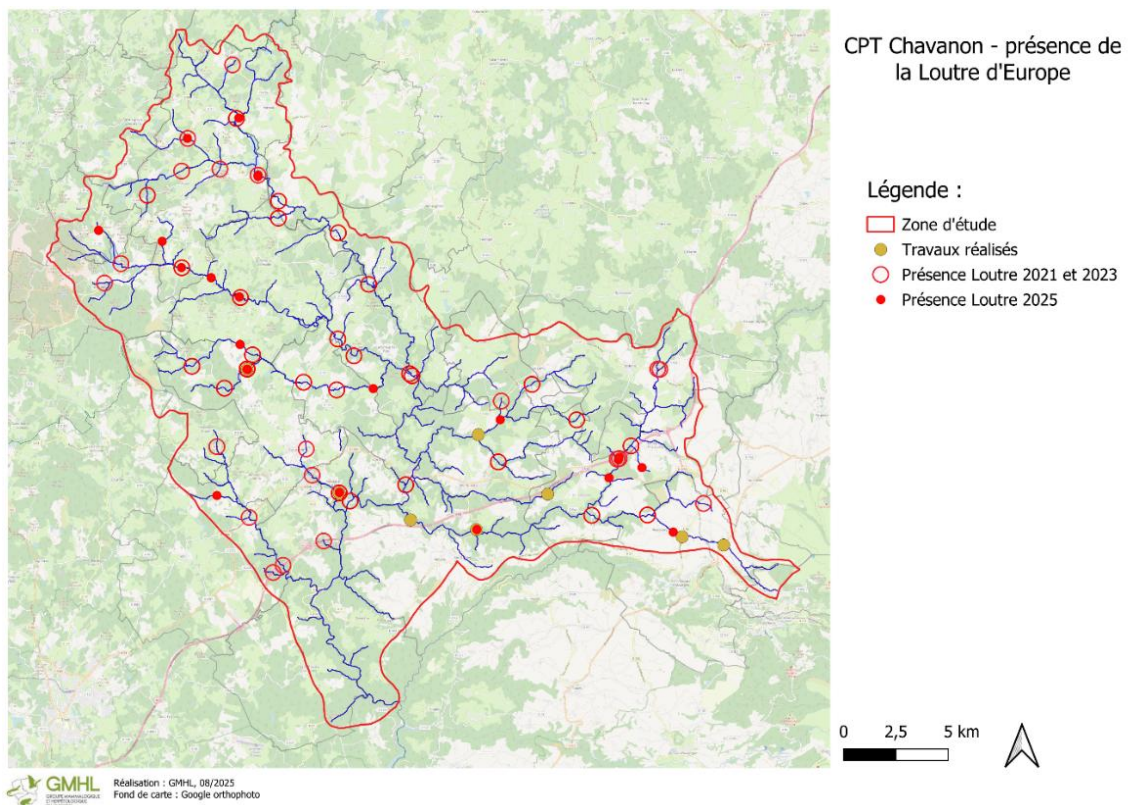 CPT Chavanon - présence de
la Loutre d'Europe
Légende :
Zone d'étude
Travaux réalisés
Présence Loutre 2021 et 2023
Présence Loutre 2025
0 2,5 5 km
GMHL
Réalisation : GMHL, 08/2025
Fond de carte : Google orthophoto